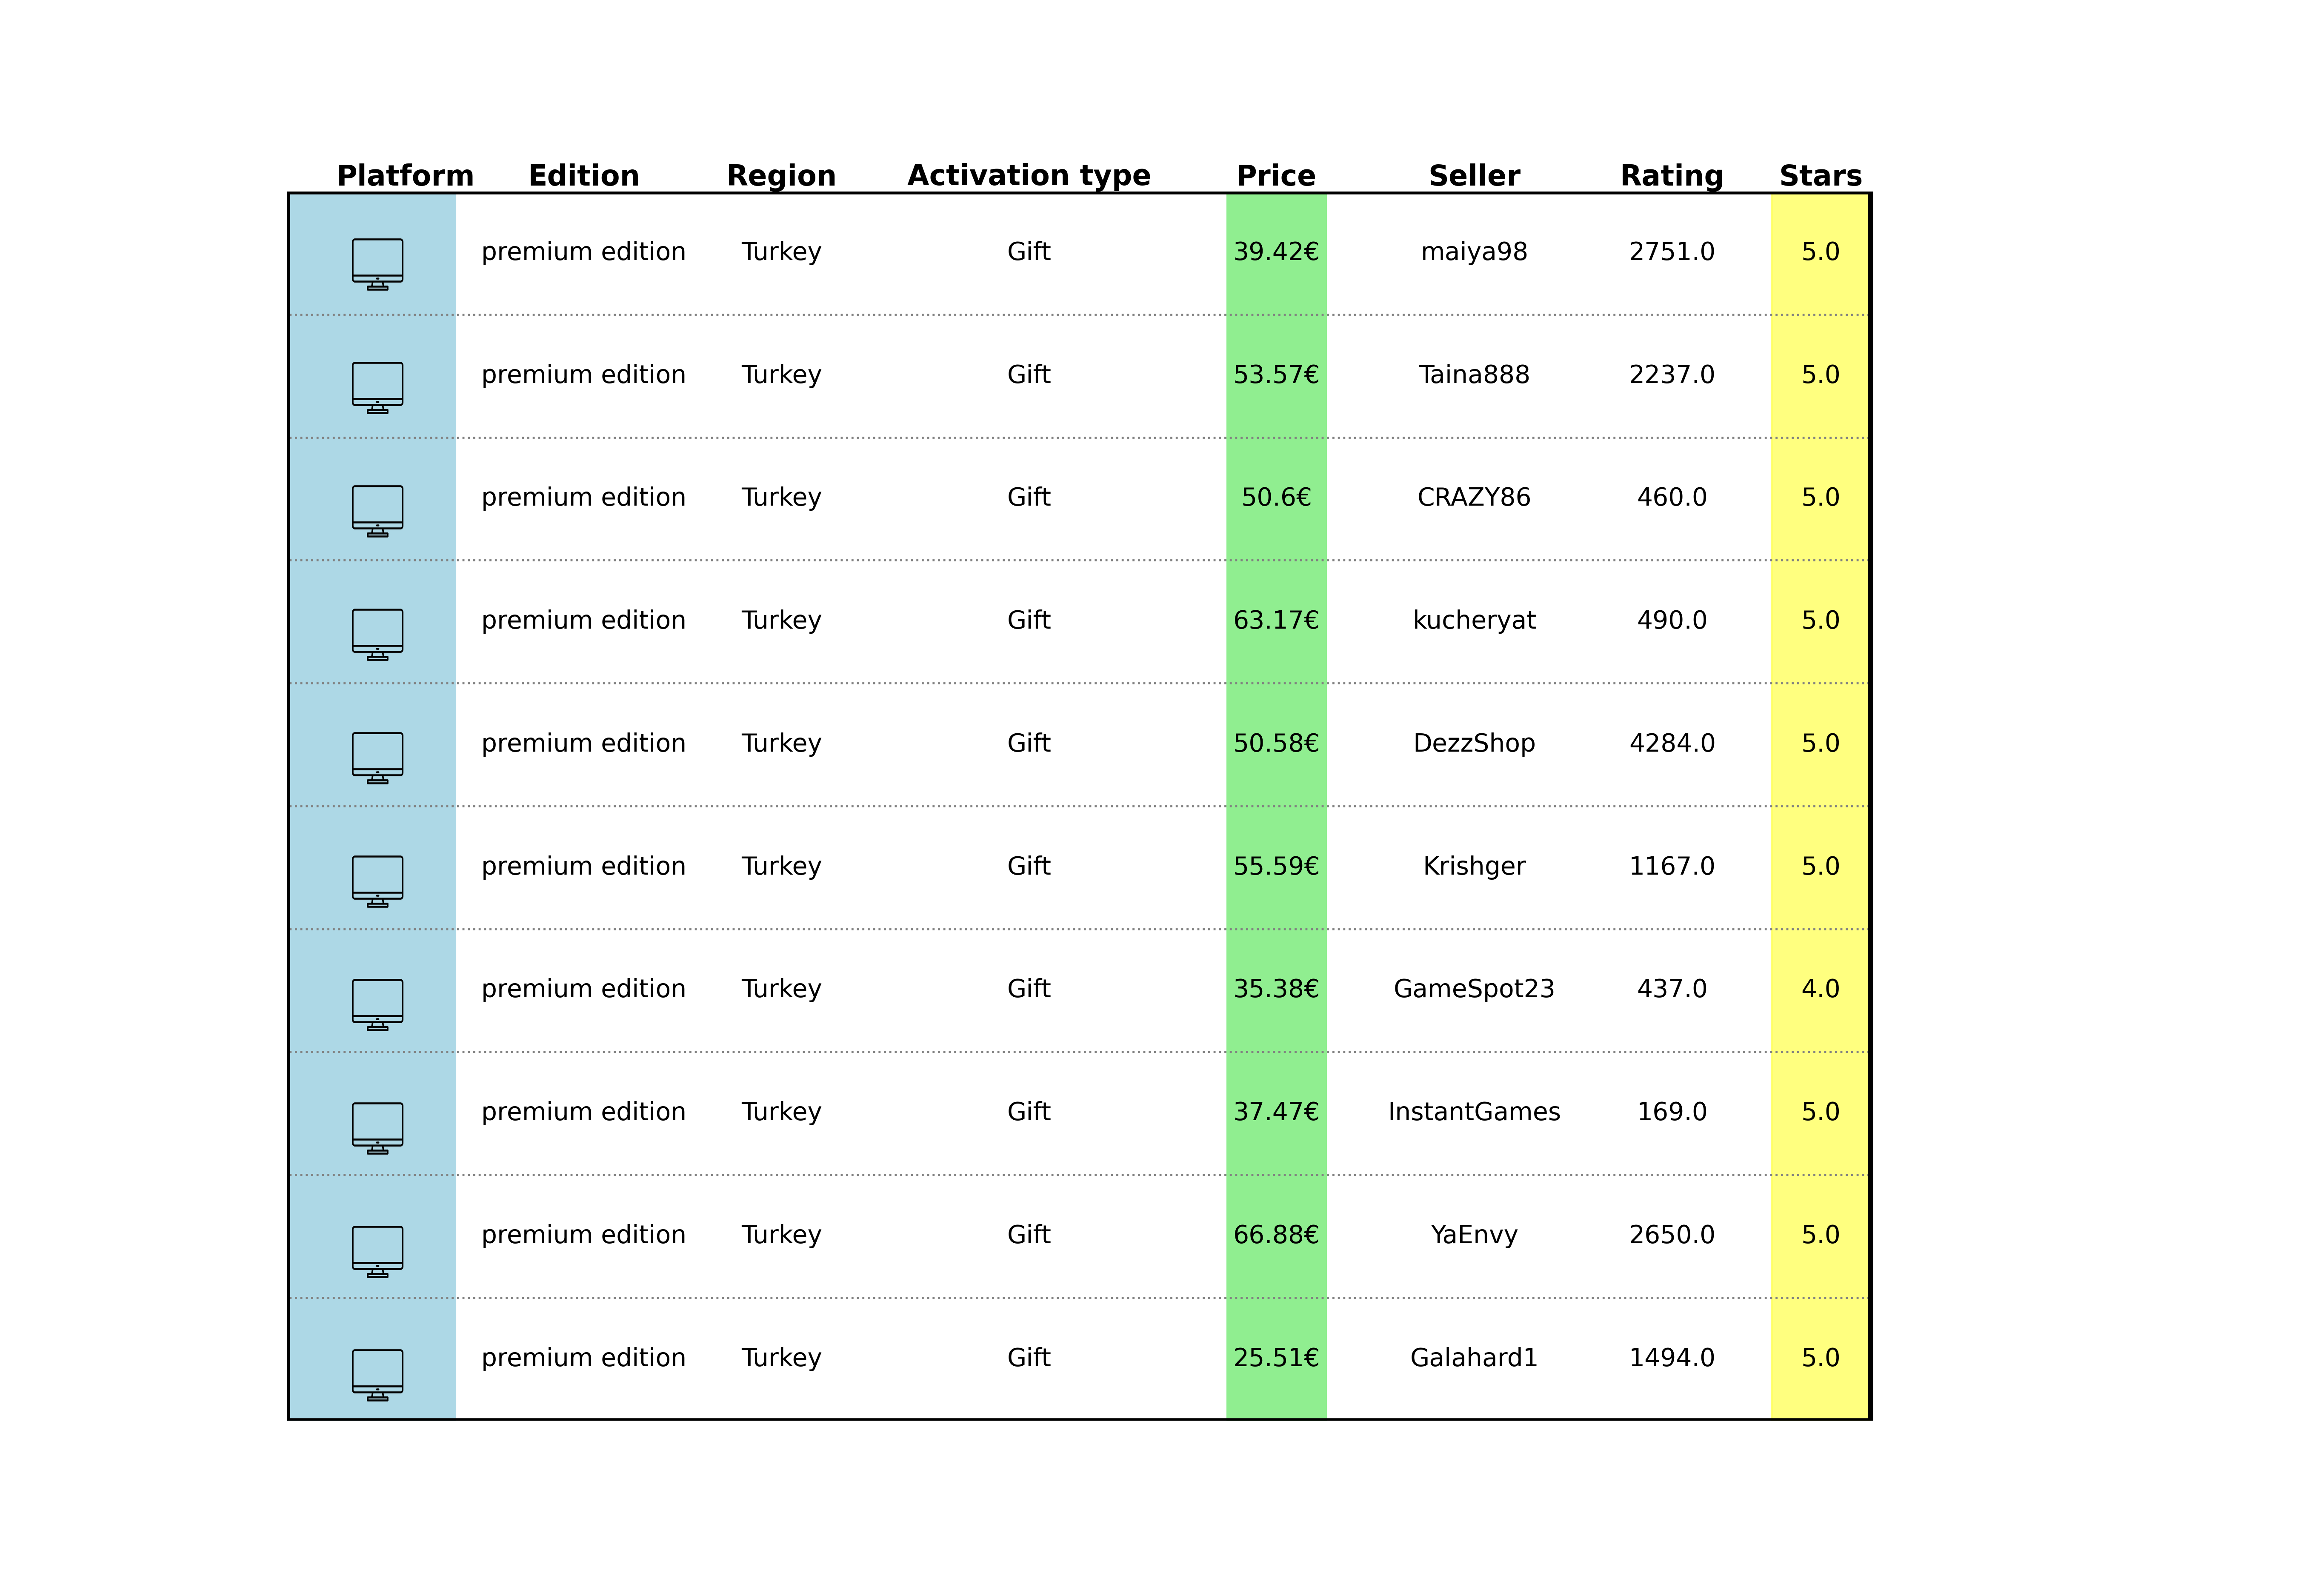 Platform Edition Region Activation type Price Seller Rating Stars
premium edition Turkey Gift 39.42€ maiya98 2751.0 5.0
premium edition Turkey Gift 53.57€ Taina888 2237.0 5.0
premium edition Turkey Gift 50.6€ CRAZY86 460.0 5.0
premium edition Turkey Gift 63.17€ kucheryat 490.0 5.0
premium edition Turkey Gift 50.58€ DezzShop 4284.0 5.0
premium edition Turkey Gift 55.59€ Krishger 1167.0 5.0
premium edition Turkey Gift 35.38€ GameSpot23 437.0 4.0
premium edition Turkey Gift 37.47€ InstantGames 169.0 5.0
premium edition Turkey Gift 66.88€ YaEnvy 2650.0 5.0
premium edition Turkey Gift 25.51€ Galahard1 1494.0 5.0